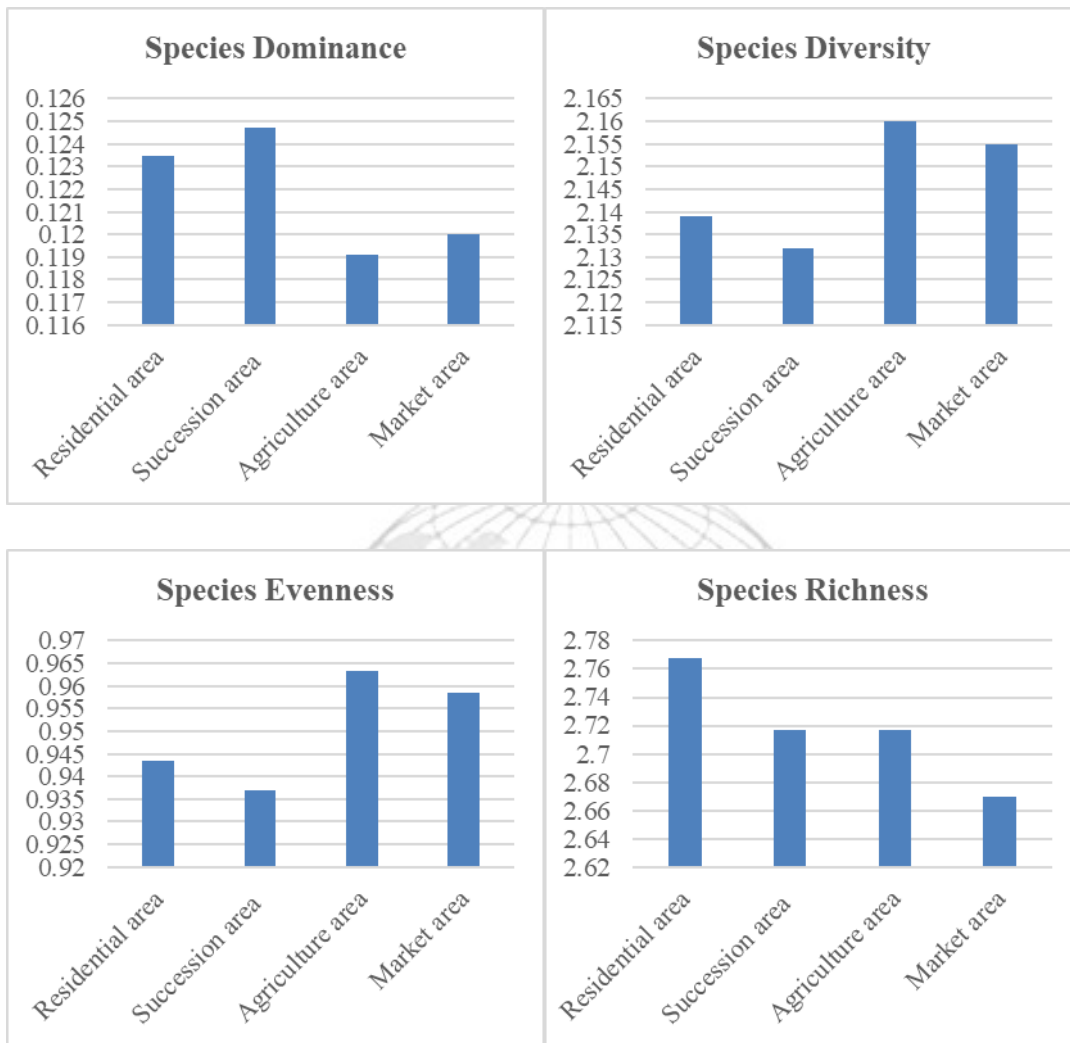 Species Dominance
0.126
0.125
0.124
0.123
0.122
0.121
0.12
0.119
0.118
0.117
0.116
Residential area
Succession area
Agriculture area
Market area
Species Diversity
2.165
2.16
2.155
2.15
2.145
2.14
2.135
2.13
2.125
2.12
2.115
Residential area
Succession area
Agriculture area
Market area
Species Evenness
0.97
0.965
0.96
0.955
0.95
0.945
0.94
0.935
0.93
0.925
0.92
Residential area
Succession area
Agriculture area
Market area
Species Richness
2.78
2.76
2.74
2.72
2.7
2.68
2.66
2.64
2.62
Residential area
Succession area
Agriculture area
Market area